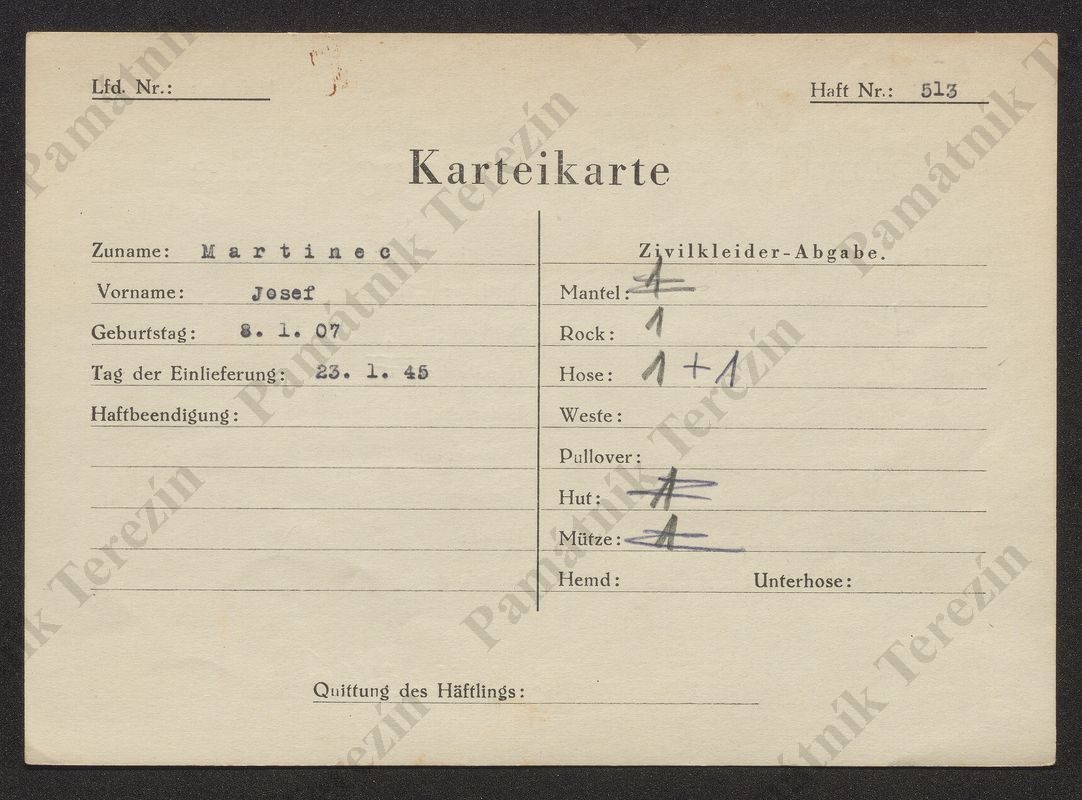 Lfd. Nr.:
Haft Nr.: 513
Karteikarte
Zuname: Martinec
Vorname: Josef
Geburtstag: 8. 1. 07
Tag der Einlieferung: 23. 1. 45
Haftbeendigung:
Zivilkleider-Abgabe.
Mantel: 1
Rock: 1
Hose: 1 + 1
Weste:
Pullover:
Hut: 1
Mütze: 1
Hemd: Unterhose:
Quittung des Häftlings:
Památník Terezín